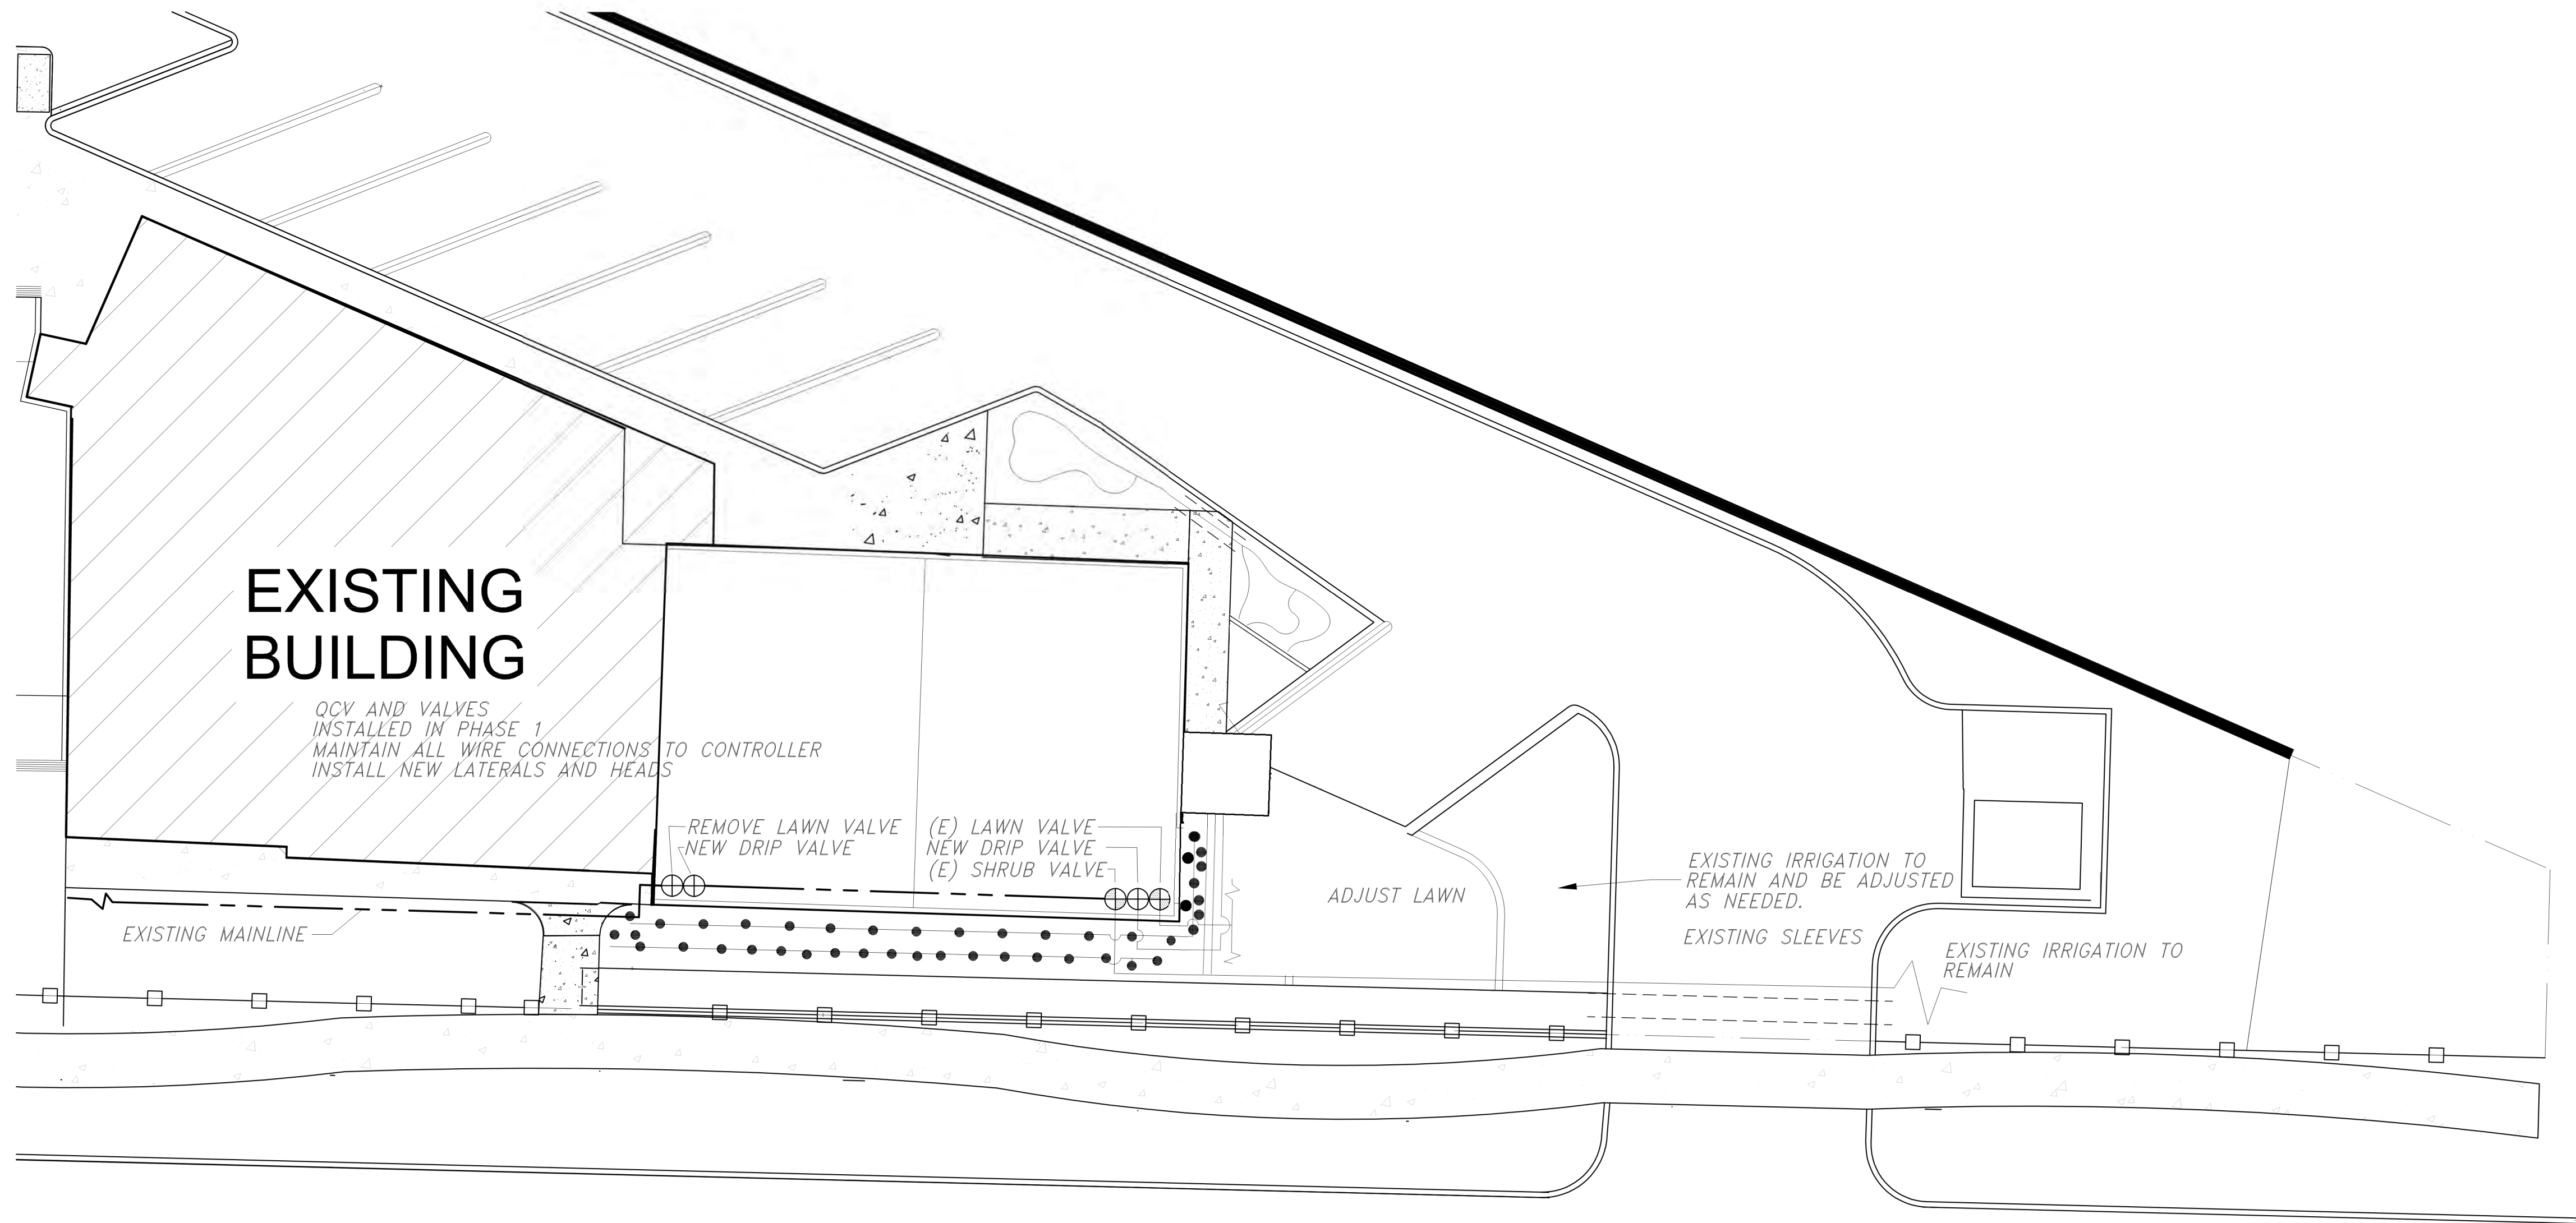 EXISTING
BUILDING
QCV AND VALVES
INSTALLED IN PHASE 1
MAINTAIN ALL WIRE CONNECTIONS TO CONTROLLER
INSTALL NEW LATERALS AND HEADS
REMOVE LAWN VALVE
NEW DRIP VALVE
(E) LAWN VALVE
NEW DRIP VALVE
(E) SHRUB VALVE
EXISTING MAINLINE
ADJUST LAWN
EXISTING IRRIGATION TO
REMAIN AND BE ADJUSTED
AS NEEDED.
EXISTING SLEEVES
EXISTING IRRIGATION TO
REMAIN